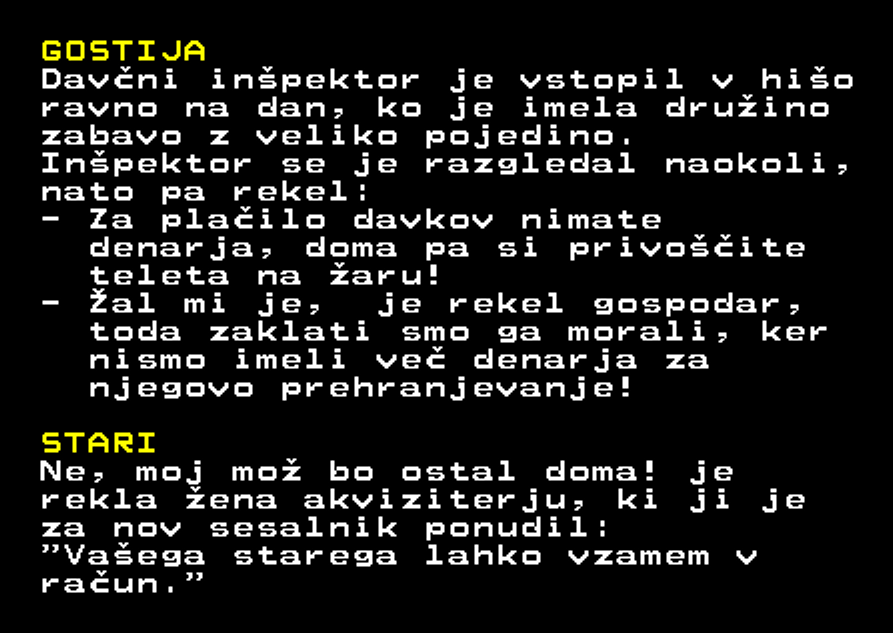 GOSTIJA
Davčni inšpektor je vstopil v hišo
ravno na dan, ko je imela družino
zabavo z veliko pojedino.
Inšpektor se je razgledal naokoli,
nato pa rekel:
- Za plačilo davkov nimate
denarja, doma pa si privoščite
teleta na žaru!
- Žal mi je,  je rekel gospodar,
toda zaklati smo ga morali, ker
nismo imeli več denarja za
njegovo prehranjevanje!
STARI
Ne, moj mož bo ostal doma! je
rekla žena akviziterju, ki ji je
za nov sesalnik ponudil:
"Vašega starega lahko vzamem v
račun."